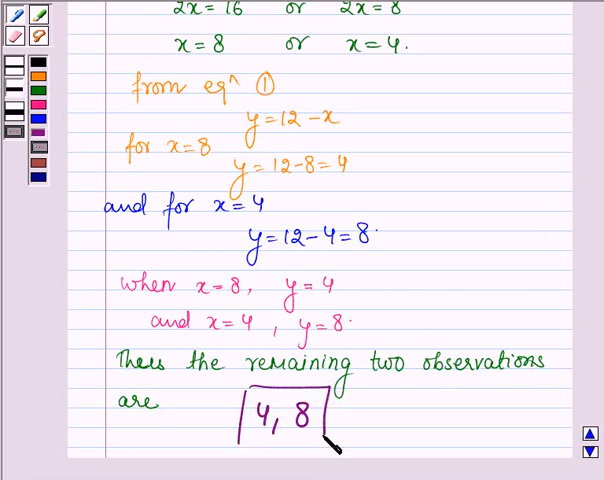 2x = 16 or 2x = 8
x = 8 or x = 4.
from eqⁿ ①
y = 12 - x
for x = 8
y = 12 - 8 = 4
and for x = 4
y = 12 - 4 = 8.
when x = 8, y = 4
and x = 4, y = 8.
Thus the remaining two observations
are
4, 8